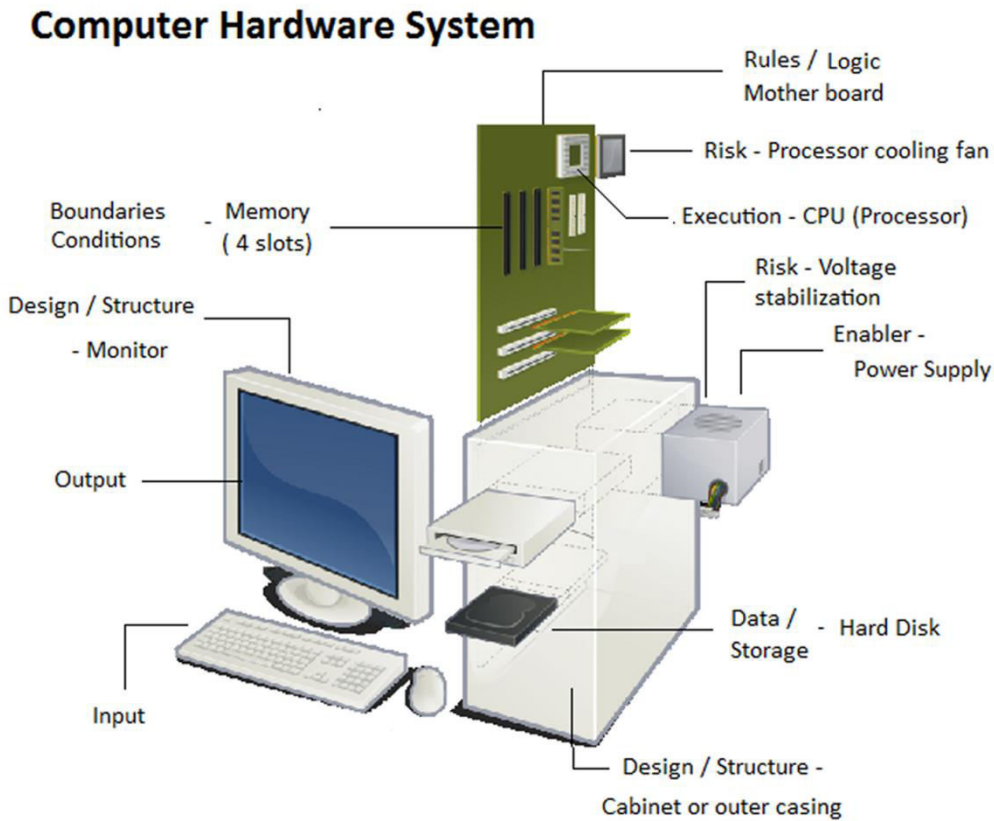 Computer Hardware System
Rules / Logic
Mother board
Risk - Processor cooling fan
Boundaries - Memory
Conditions ( 4 slots)
. Execution - CPU (Processor)
Risk - Voltage
stabilization
Design / Structure
- Monitor
Enabler -
Power Supply
Output
Data / - Hard Disk
Storage
Input
Design / Structure -
Cabinet or outer casing